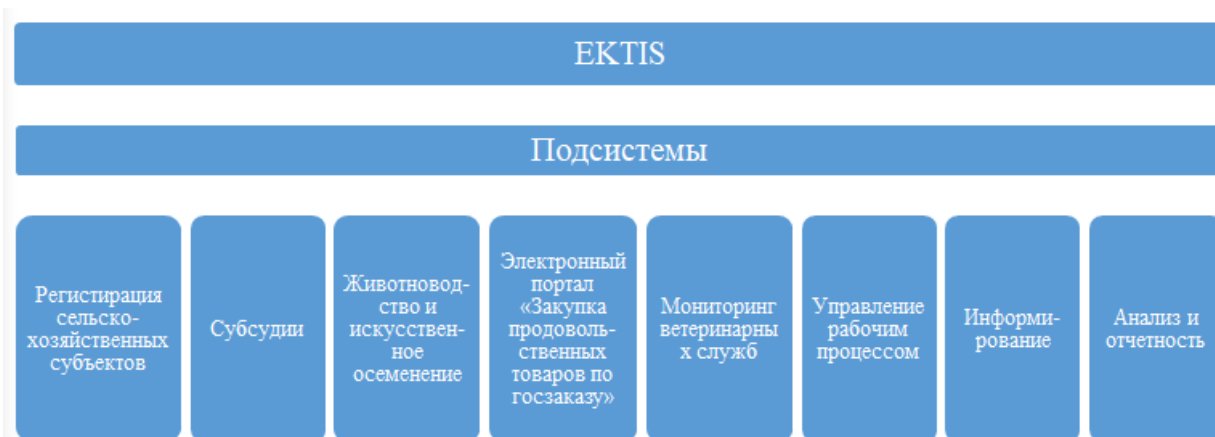 EKTIS
Подсистемы
Регистирация
сельско-
хозяйственных
субъектов
Субсудии
Животновод-
ство и
искусствен-
ное
осеменение
Электронный
портал
«Закупка
продоволь-
ственных
товаров по
госзаказу»
Мониторинг
ветеринарны
х служб
Управление
рабочим
процессом
Информи-
рование
Анализ и
отчетность